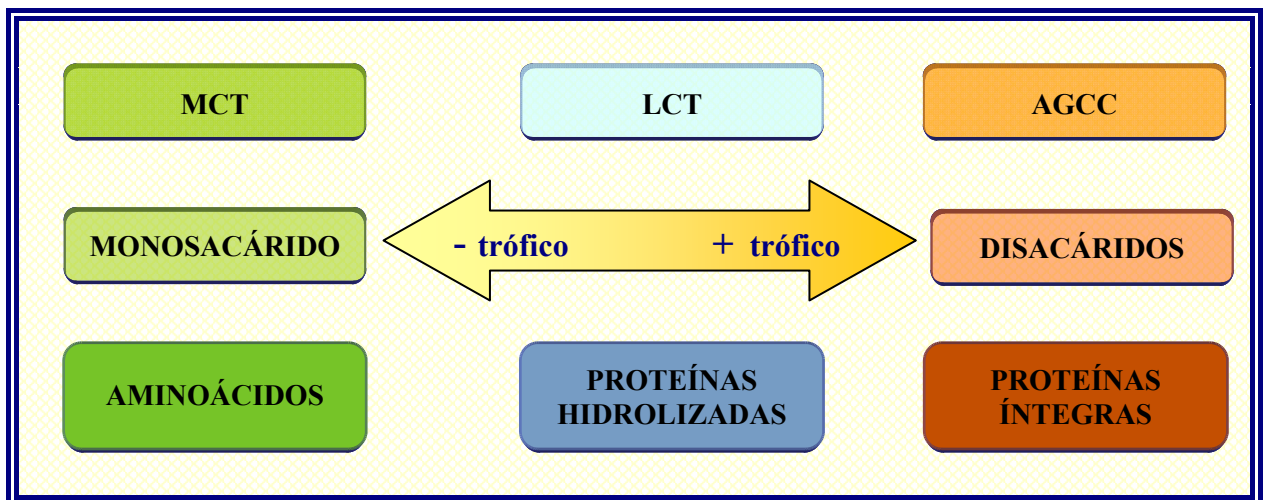 MCT
LCT
AGCC
MONOSACÁRIDO
- trófico
+ trófico
DISACÁRIDOS
AMINOÁCIDOS
PROTEÍNAS
HIDROLIZADAS
PROTEÍNAS
ÍNTEGRAS